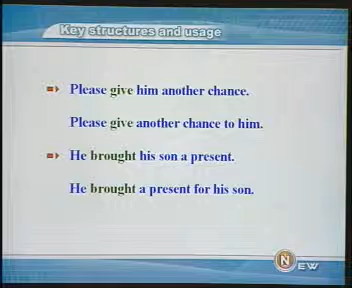 Key structures and usage
Please give him another chance.
Please give another chance to him.
He brought his son a present.
He brought a present for his son.
N EW